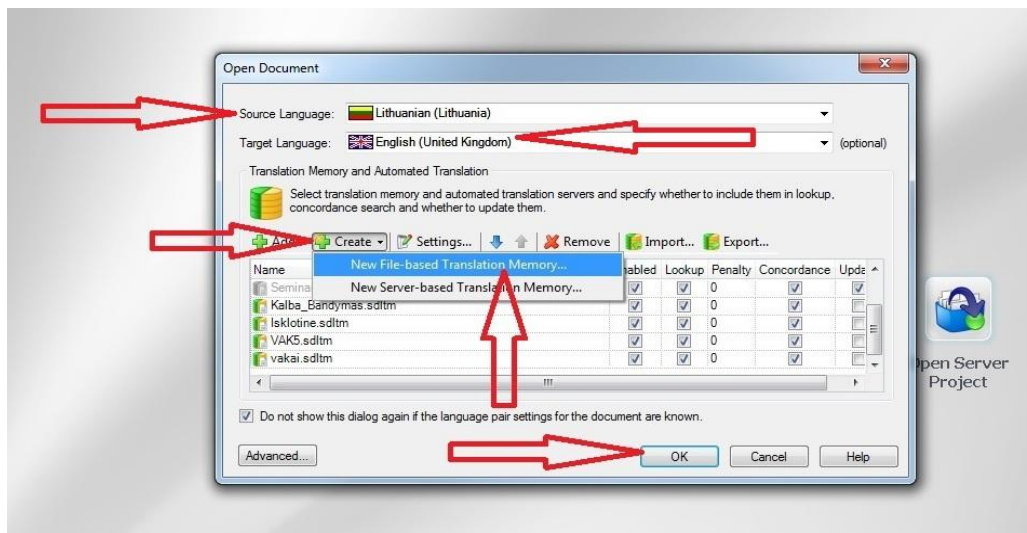 Open Document
Source Language: Lithuanian (Lithuania)
Target Language: English (United Kingdom) (optional)
Translation Memory and Automated Translation
Select translation memory and automated translation servers and specify whether to include them in lookup,
concordance search and whether to update them.
Create Settings... Remove Import... Export...
Name Lookup Penalty Concordance
New File-based Translation Memory...
New Server-based Translation Memory...
0
Kalba_Bandymas.sdltm 0
Isklotine.sdltm 0
VAK5.sdltm 0
vakai.sdltm 0
Do not show this dialog again if the language pair settings for the document are known.
Advanced... OK Cancel Help
Open Server
Project